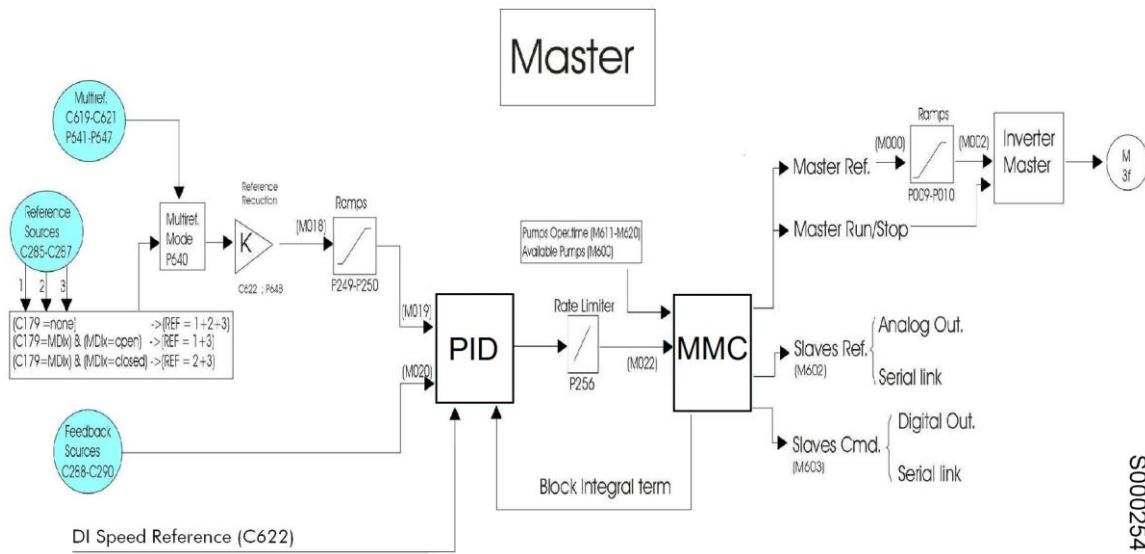 Master
Multiref.
C619-C621
P641-P647
Reference
Sources
C285-C287
1 2 3
(C179 =none) ->(REF = 1+2+3)
(C179=MDIx) & (MDIx=open) ->(REF = 1+3)
(C179=MDIx) & (MDIx=closed)->(REF = 2+3)
Multiref.
Mode
P640
Reference
Reduction
K
C622 ; P648
(M018)
Ramps
P249-P250
(M019)
(M020)
PID
Feedback
Sources
C288-C290
DI Speed Reference (C622)
Block Integral term
Rate Limiter
P256
(M022)
Pumps Oper.time (M611-M620)
Available Pumps (M600)
MMC
Master Ref.
(M000)
Ramps
P009-P010
(M002)
Inverter
Master
M
3f
Master Run/Stop
Slaves Ref.
(M602)
Analog Out.
Serial link
Slaves Cmd.
(M603)
Digital Out.
Serial link
S000254